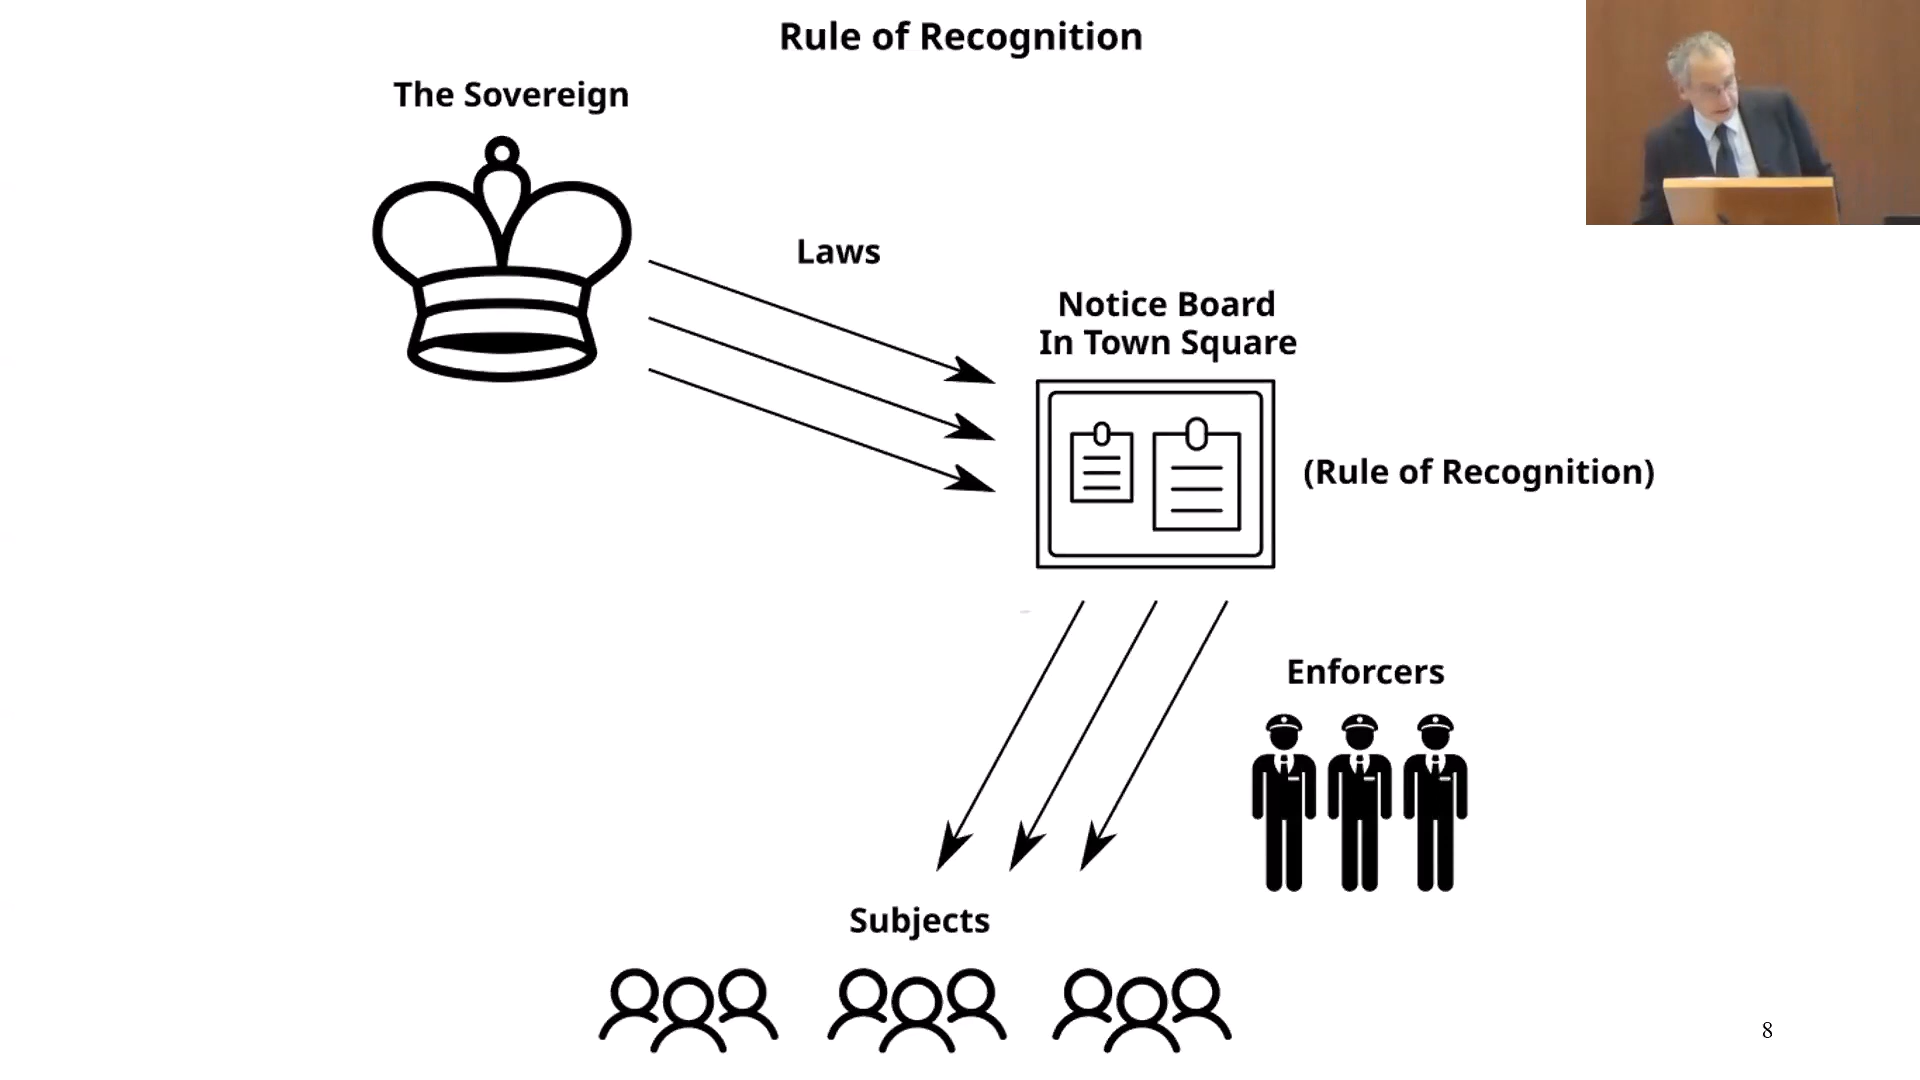 Rule of Recognition
The Sovereign
Laws
Notice Board
In Town Square
(Rule of Recognition)
Enforcers
Subjects
8